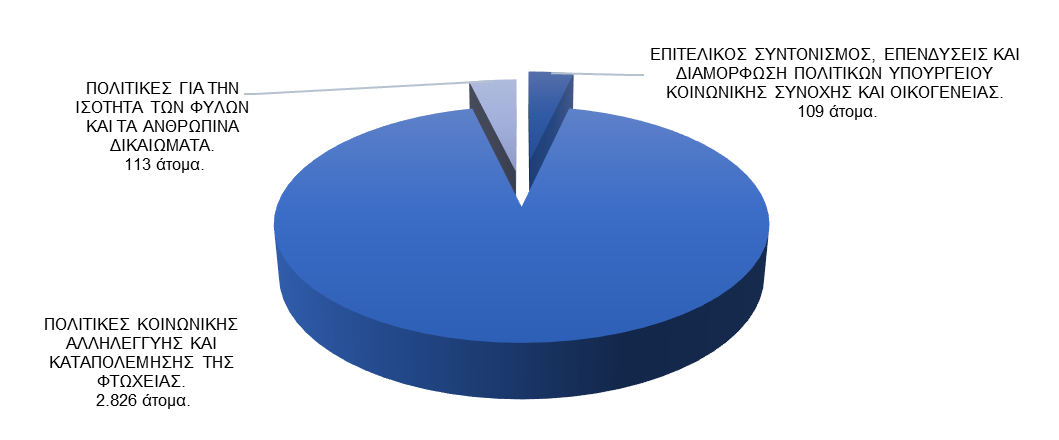 ΠΟΛΙΤΙΚΕΣ ΓΙΑ ΤΗΝ
ΙΣΟΤΗΤΑ ΤΩΝ ΦΥΛΩΝ
ΚΑΙ ΤΑ ΑΝΘΡΩΠΙΝΑ
ΔΙΚΑΙΩΜΑΤΑ.
113 άτομα.
ΕΠΙΤΕΛΙΚΟΣ ΣΥΝΤΟΝΙΣΜΟΣ, ΕΠΕΝΔΥΣΕΙΣ ΚΑΙ
ΔΙΑΜΟΡΦΩΣΗ ΠΟΛΙΤΙΚΩΝ ΥΠΟΥΡΓΕΙΟΥ
ΚΟΙΝΩΝΙΚΗΣ ΣΥΝΟΧΗΣ ΚΑΙ ΟΙΚΟΓΕΝΕΙΑΣ.
109 άτομα.
ΠΟΛΙΤΙΚΕΣ ΚΟΙΝΩΝΙΚΗΣ
ΑΛΛΗΛΕΓΓΥΗΣ ΚΑΙ
ΚΑΤΑΠΟΛΕΜΗΣΗΣ ΤΗΣ
ΦΤΩΧΕΙΑΣ.
2.826 άτομα.